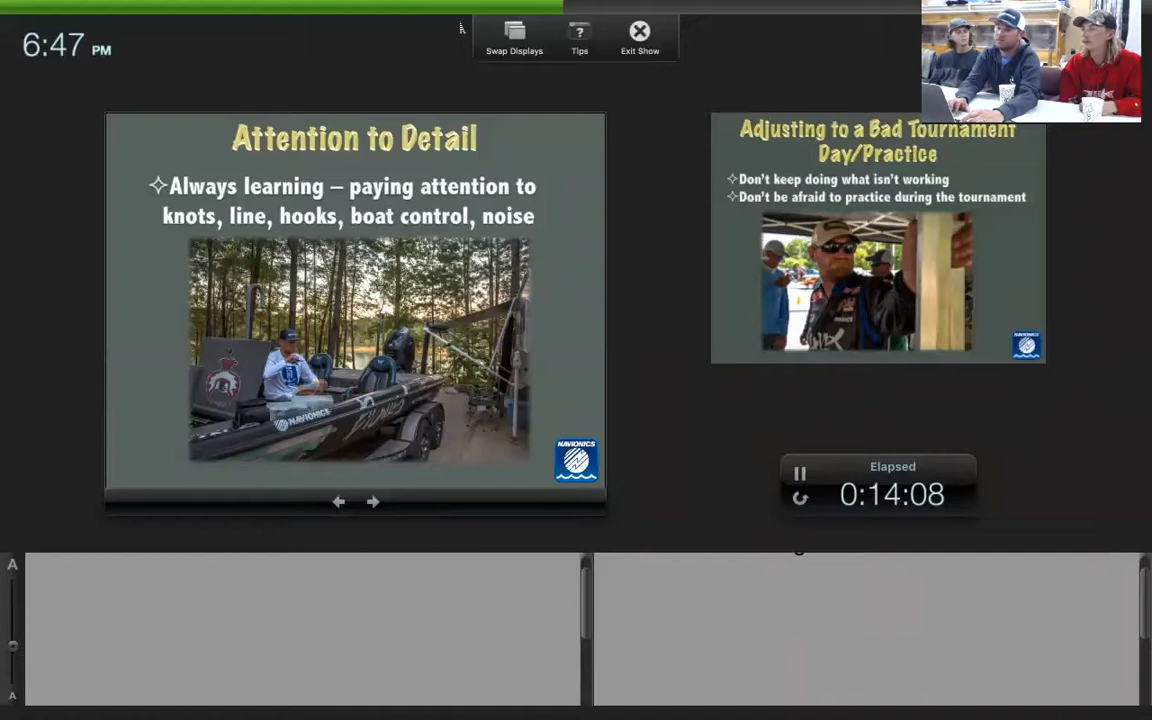 6:47 PM
Swap Displays
Tips
Exit Show
Attention to Detail
✧Always learning – paying attention to
knots, line, hooks, boat control, noise
NAVIONICS
NAVIONICS
Adjusting to a Bad Tournament
Day/Practice
✧Don't keep doing what isn't working
✧Don't be afraid to practice during the tournament
Elapsed
0:14:08
A
A